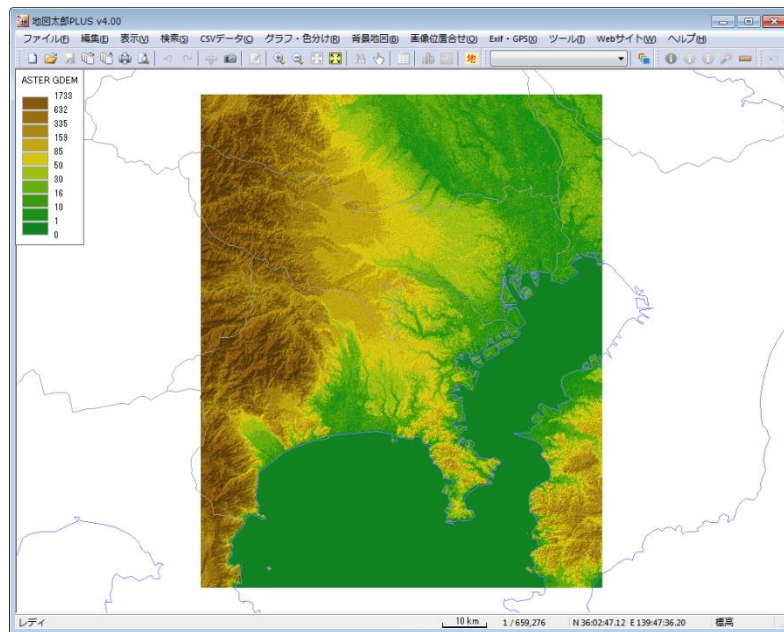 地図太郎PLUS v4.00
ファイル(F) 編集(E) 表示(V) 検索(S) CSVデータ(C) グラフ・色分け(R) 背景地図(B) 画像位置合せ(O) Exif・GPS(X) ツール(T) Webサイト(W) ヘルプ(H)
地
ASTER GDEM
1733
632
335
159
85
50
30
16
10
1
0
レディ 10 km 1 / 659,276 N 36:02:47.12 E 139:47:36.20 標高